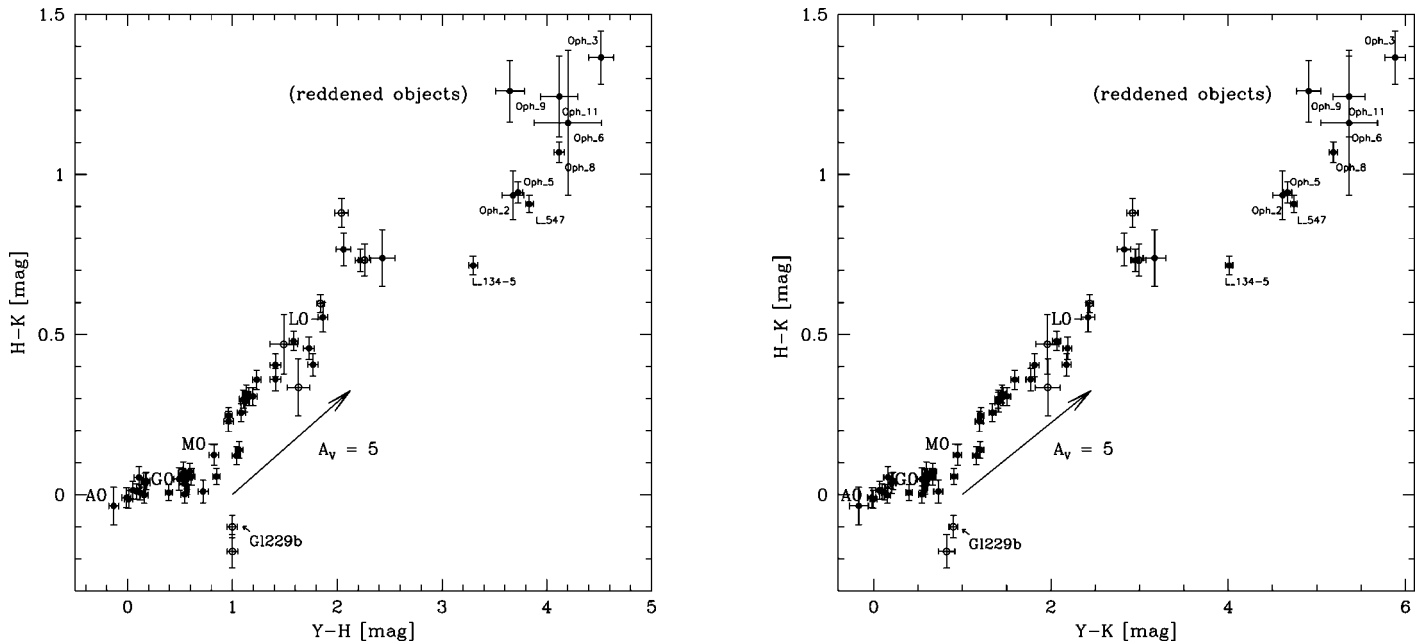 1.5
1
0.5
0
H−K [mag]
0 1 2 3 4 5
Y−H [mag]
(reddened objects)
Oph_3
Oph_9
Oph_11
Oph_6
Oph_8
Oph_5
Oph_2
L_547
L_134-5
L0
M0
G0
A0
A_V = 5
Gl229b
1.5
1
0.5
0
H−K [mag]
0 2 4 6
Y−K [mag]
(reddened objects)
Oph_3
Oph_9
Oph_11
Oph_6
Oph_8
Oph_5
Oph_2
L_547
L_134-5
L0
M0
G0
A0
A_V = 5
Gl229b